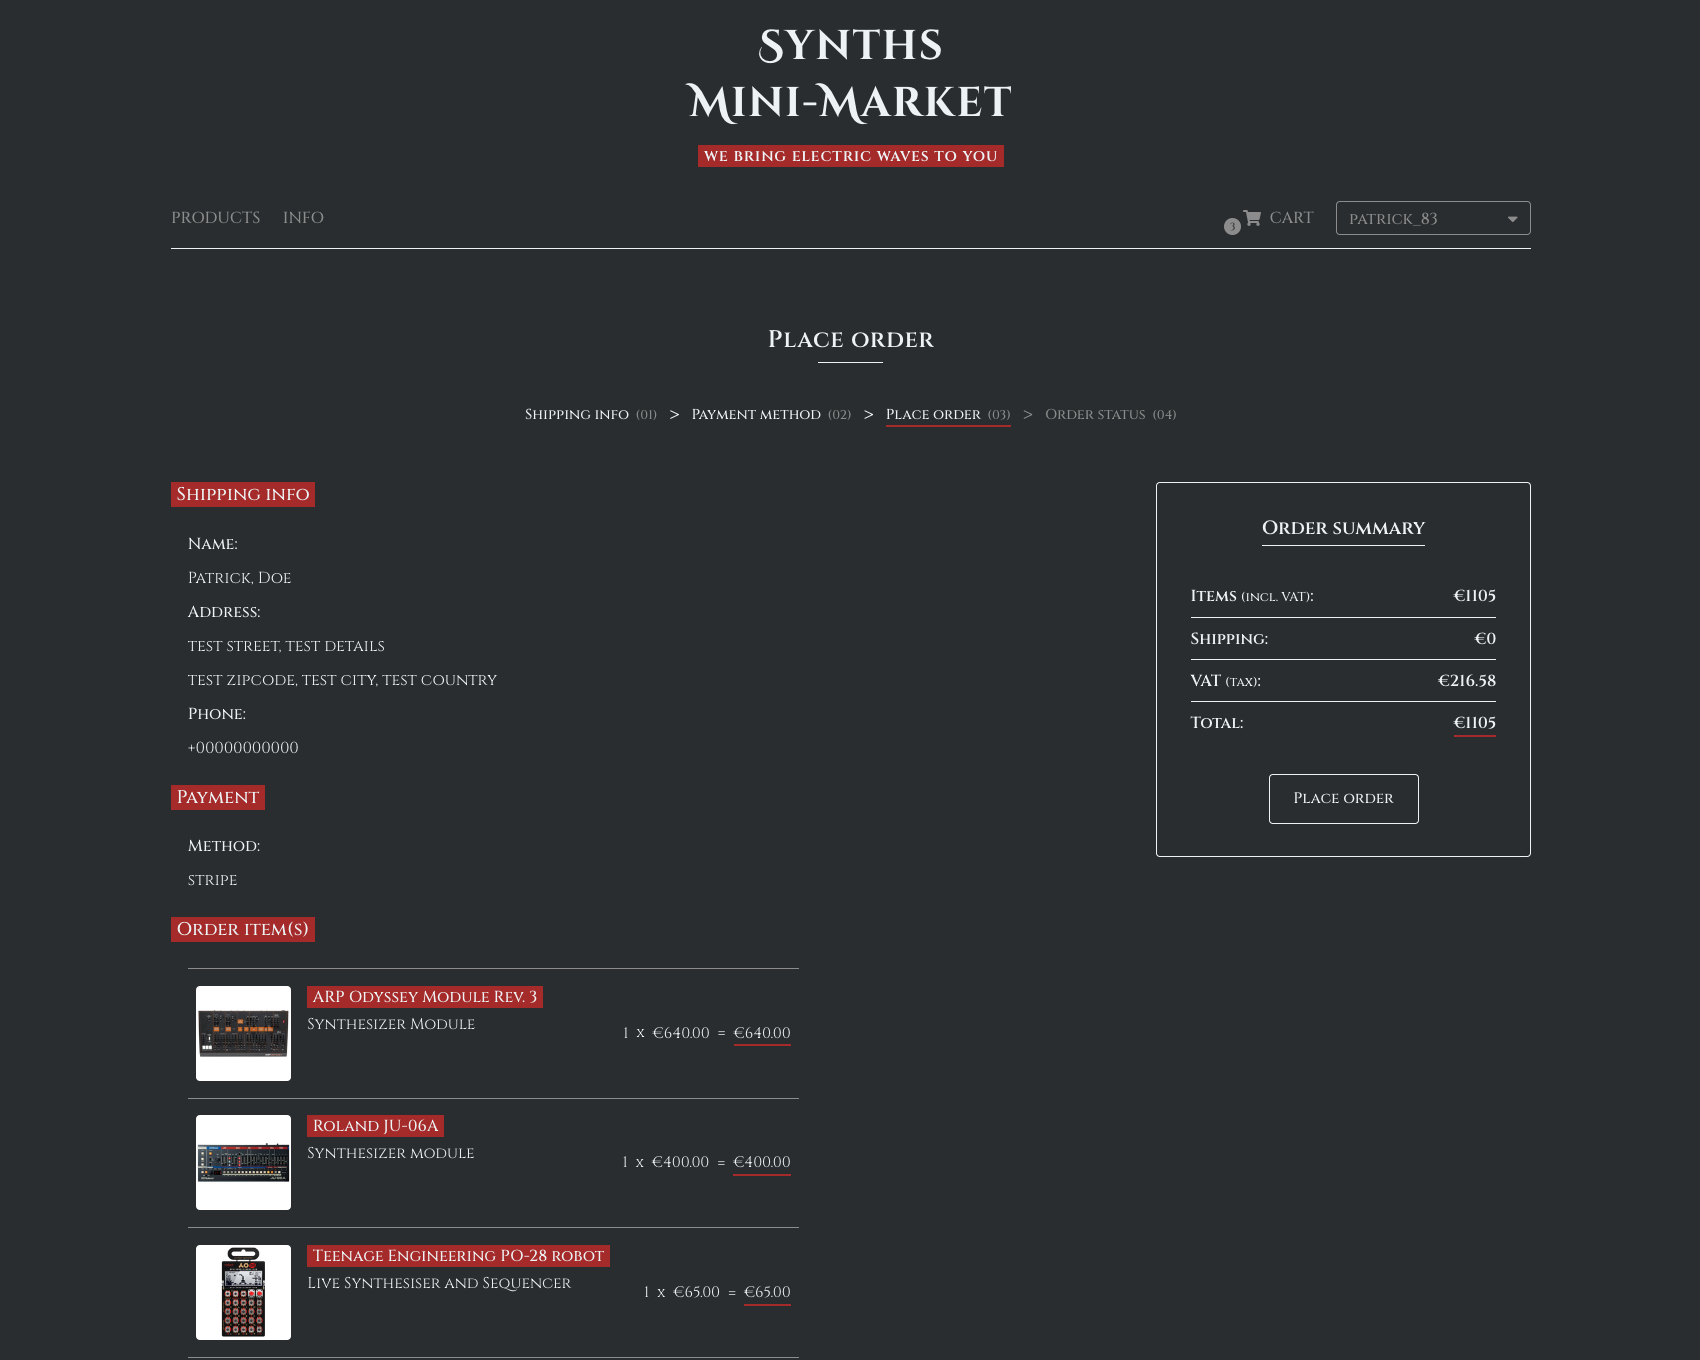 Synths
Mini-Market
we bring electric waves to you
Products Info
3 Cart patrick_83
Place order
Shipping info (01) > Payment method (02) > Place order (03) > Order status (04)
Shipping info
Name:
Patrick, Doe
Address:
test street, test details
test zipcode, test city, test country
Phone:
+00000000000
Payment
Method:
stripe
Order item(s)
ARP Odyssey Module Rev. 3
Synthesizer Module
1 x €640.00 = €640.00
Roland JU-06A
Synthesizer module
1 x €400.00 = €400.00
Teenage Engineering PO-28 robot
Live Synthesiser and Sequencer
1 x €65.00 = €65.00
Order summary
Items (incl. VAT): €1105
Shipping: €0
VAT (tax): €216.58
Total: €1105
Place order